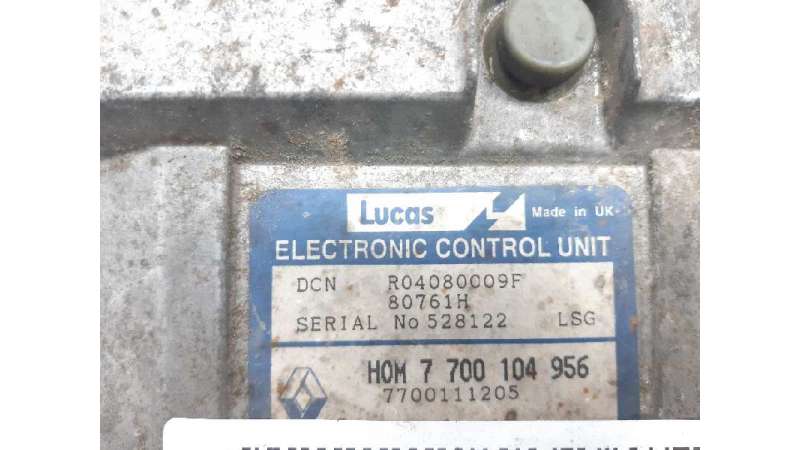 Lucas Made in UK
ELECTRONIC CONTROL UNIT
DCN R04080009F
80761H
SERIAL No 528122 LSG
HOM 7 700 104 956
7700111205